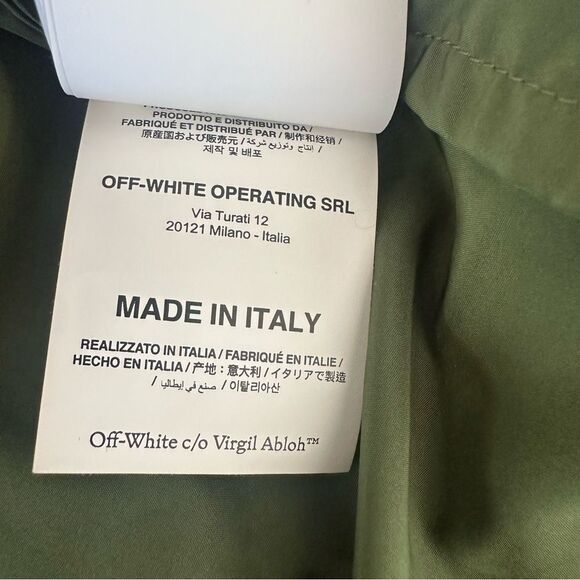 PRODOTTO E DISTRIBUITO DA /
FABRIQUÉ ET DISTRIBUÉ PAR / 制作和经销 /
原産国および販売元 / إنتاج وتوزيع شركة /
제작 및 배포
OFF-WHITE OPERATING SRL
Via Turati 12
20121 Milano - Italia
MADE IN ITALY
REALIZZATO IN ITALIA / FABRIQUÉ EN ITALIE /
HECHO EN ITALIA / 产地：意大利 / イタリアで製造
/ صنع في إيطاليا / 이탈리아산
Off-White c/o Virgil Abloh™